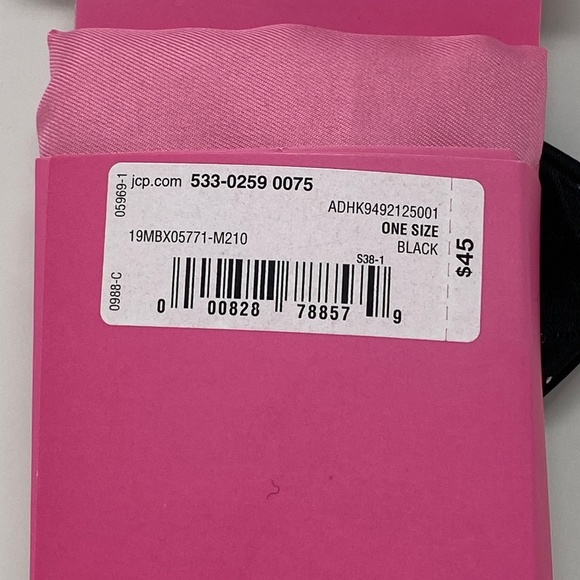 05969-1
jcp.com 533-0259 0075
ADHK9492125001
ONE SIZE
19MBX05771-M210
BLACK
S38-1
$45
0988-C
0 00828 78857 9